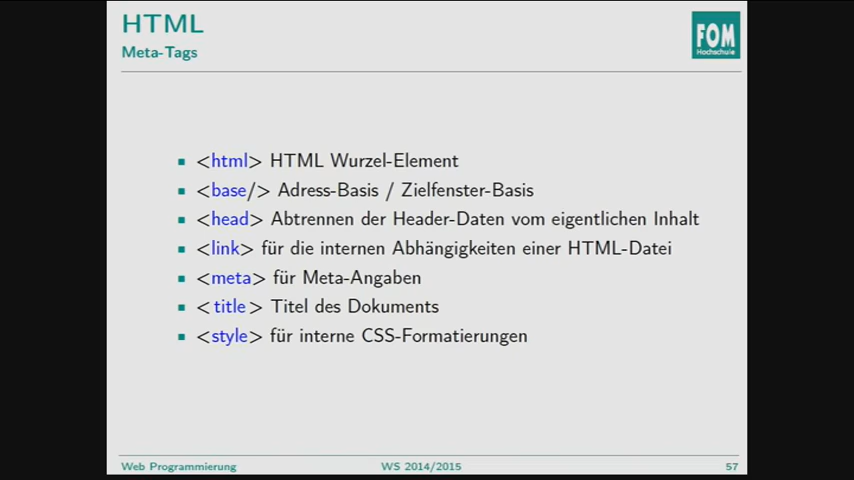 HTML
Meta-Tags
FOM
Hochschule
<html> HTML Wurzel-Element
<base/> Adress-Basis / Zielfenster-Basis
<head> Abtrennen der Header-Daten vom eigentlichen Inhalt
<link> für die internen Abhängigkeiten einer HTML-Datei
<meta> für Meta-Angaben
<title> Titel des Dokuments
<style> für interne CSS-Formatierungen
Web Programmierung WS 2014/2015 57